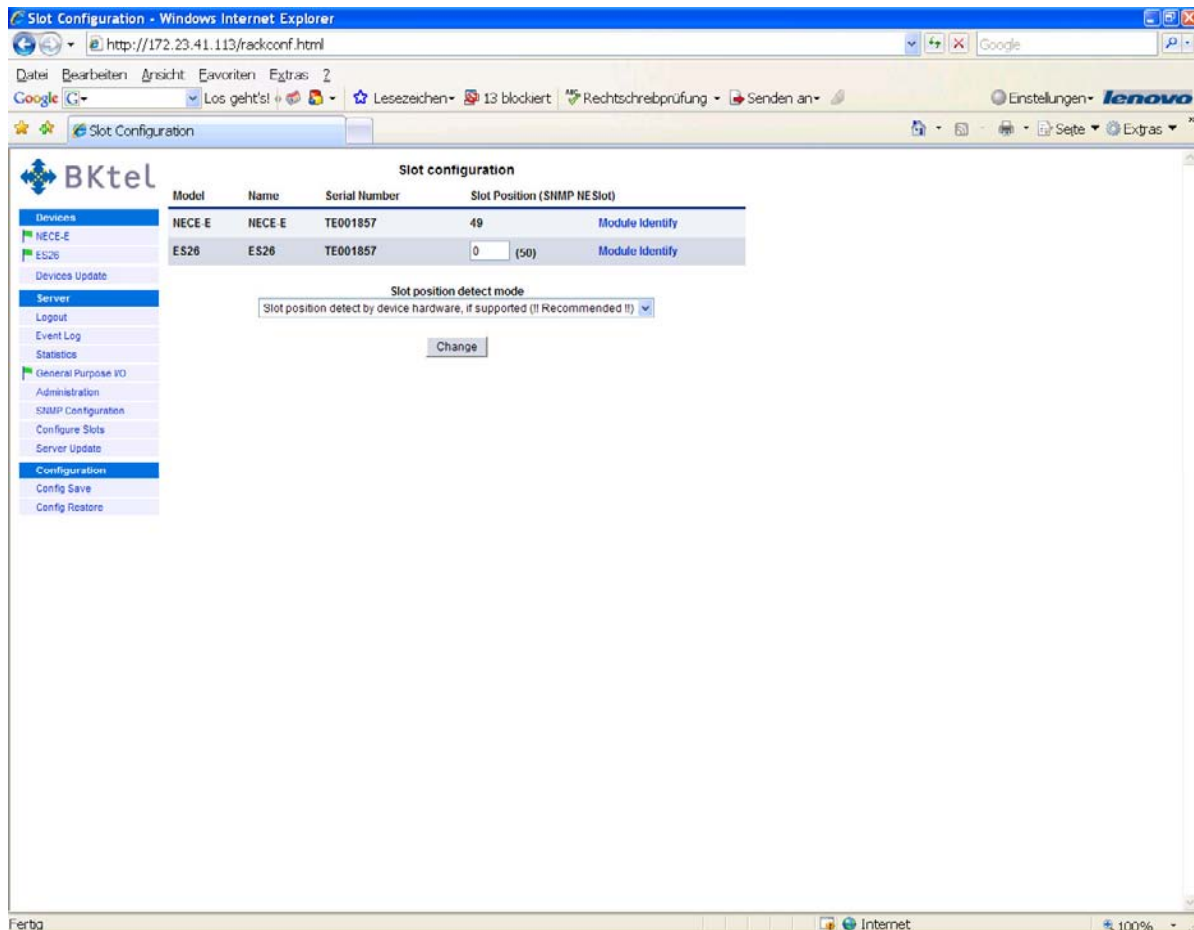 Slot Configuration - Windows Internet Explorer
http://172.23.41.113/rackconf.html
Google
Datei Bearbeiten Ansicht Favoriten Extras ?
Google G Los geht's! Lesezeichen 13 blockiert Rechtschreibprüfung Senden an Einstellungen lenovo
Slot Configuration Seite Extras
BKtel
Devices
NECE-E
ES26
Devices Update
Server
Logout
Event Log
Statistics
General Purpose I/O
Administration
SNMP Configuration
Configure Slots
Server Update
Configuration
Config Save
Config Restore
Slot configuration
Model Name Serial Number Slot Position (SNMP NESlot)
NECE-E NECE-E TE001857 49 Module Identify
ES26 ES26 TE001857 0 (50) Module Identify
Slot position detect mode
Slot position detect by device hardware, if supported (!! Recommended !!)
Change
Fertig Internet 100%